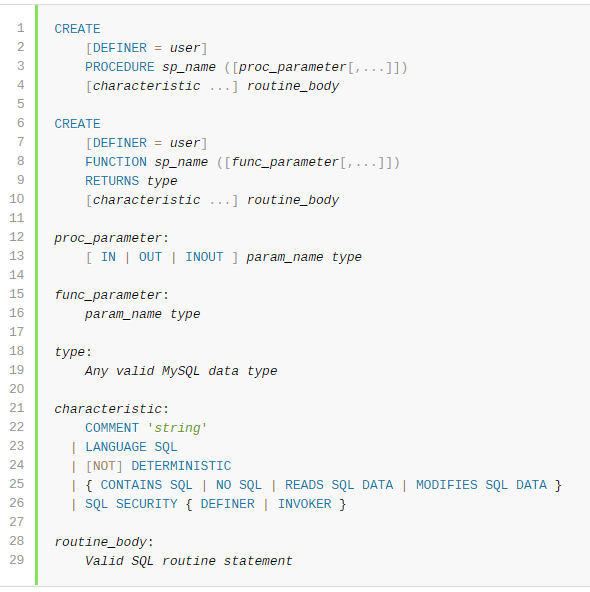 1 CREATE
2 [DEFINER = user]
3 PROCEDURE sp_name ([proc_parameter[,...]])
4 [characteristic ...] routine_body
5
6 CREATE
7 [DEFINER = user]
8 FUNCTION sp_name ([func_parameter[,...]])
9 RETURNS type
10 [characteristic ...] routine_body
11
12 proc_parameter:
13 [ IN | OUT | INOUT ] param_name type
14
15 func_parameter:
16 param_name type
17
18 type:
19 Any valid MySQL data type
20
21 characteristic:
22 COMMENT 'string'
23 | LANGUAGE SQL
24 | [NOT] DETERMINISTIC
25 | { CONTAINS SQL | NO SQL | READS SQL DATA | MODIFIES SQL DATA }
26 | SQL SECURITY { DEFINER | INVOKER }
27
28 routine_body:
29 Valid SQL routine statement